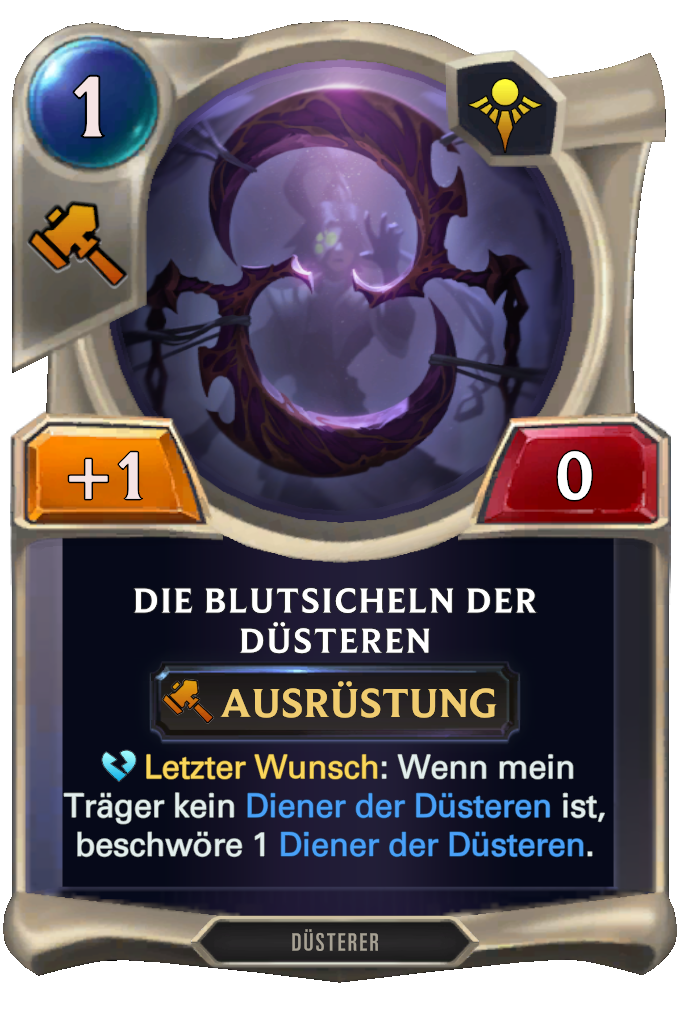 1
+1
0
DIE BLUTSICHELN DER
DÜSTEREN
AUSRÜSTUNG
Letzter Wunsch: Wenn mein
Träger kein Diener der Düsteren ist,
beschwöre 1 Diener der Düsteren.
DÜSTERER